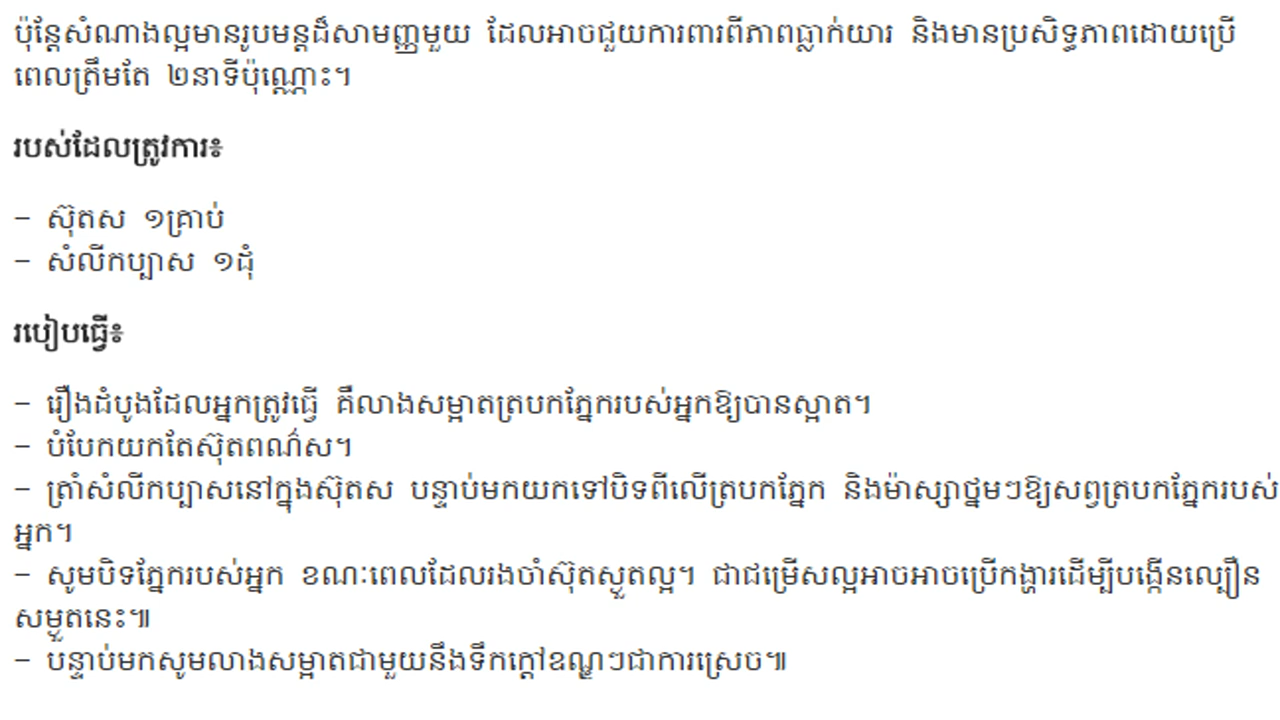 ប៉ុន្តែសំណាងល្អមានរូបមន្តដ៏សាមញ្ញមួយ ដែលអាចជួយការពារពីភាពធ្លាក់យារ និងមានប្រសិទ្ធភាពដោយប្រើ
ពេលត្រឹមតែ ២នាទីប៉ុណ្ណោះ។
របស់ដែលត្រូវការ៖
– ស៊ុតស ១គ្រាប់
– សំលីកប្បាស ១ដុំ
របៀបធ្វើ៖
– រឿងដំបូងដែលអ្នកត្រូវធ្វើ គឺលាងសម្អាតត្របកភ្នែករបស់អ្នកឱ្យបានស្អាត។
– បំបែកយកតែស៊ុតពណ៌ស។
– ត្រាំសំលីកប្បាសនៅក្នុងស៊ុតស បន្ទាប់មកយកទៅបិទពីលើត្របកភ្នែក និងម៉ាស្សាថ្នមៗឱ្យសព្វត្របកភ្នែករបស់
អ្នក។
– សូមបិទភ្នែករបស់អ្នក ខណៈពេលដែលរងចាំស៊ុតស្ងួតល្អ។ ជាជម្រើសល្អអាចអាចប្រើកង្ហារដើម្បីបង្កើនល្បឿន
សម្ងួតនេះ៕
– បន្ទាប់មកសូមលាងសម្អាតជាមួយនឹងទឹកក្ដៅឧណ្ហៗជាការស្រេច៕